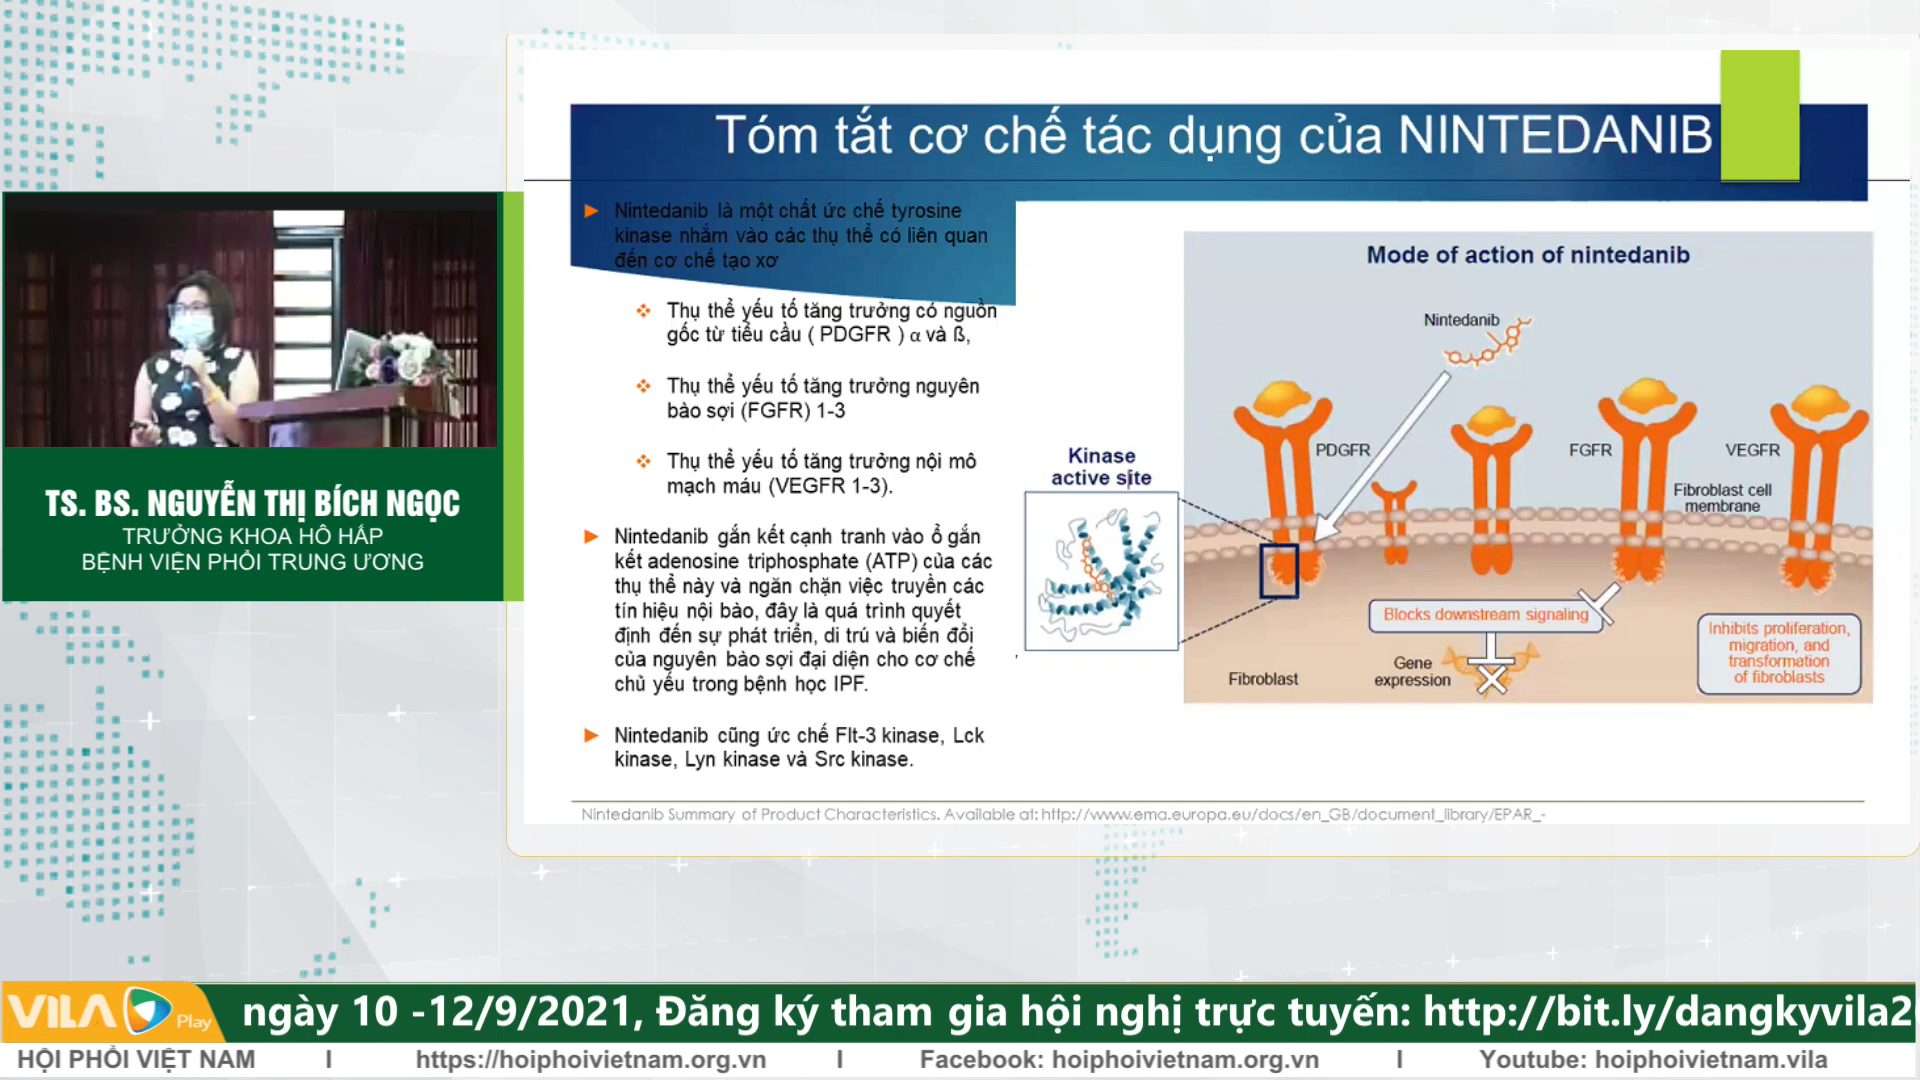 Tóm tắt cơ chế tác dụng của NINTEDANIB
Nintedanib là một chất ức chế tyrosine
kinase nhắm vào các thụ thể có liên quan
đến cơ chế tạo xơ
Thụ thể yếu tố tăng trưởng có nguồn
gốc từ tiểu cầu ( PDGFR ) α và ß,
Thụ thể yếu tố tăng trưởng nguyên
bào sợi (FGFR) 1-3
Thụ thể yếu tố tăng trưởng nội mô
mạch máu (VEGFR 1-3).
Nintedanib gắn kết cạnh tranh vào ổ gắn
kết adenosine triphosphate (ATP) của các
thụ thể này và ngăn chặn việc truyền các
tín hiệu nội bào, đây là quá trình quyết
định đến sự phát triển, di trú và biến đổi
của nguyên bào sợi đại diện cho cơ chế
chủ yếu trong bệnh học IPF.
Nintedanib cũng ức chế Flt-3 kinase, Lck
kinase, Lyn kinase và Src kinase.
Mode of action of nintedanib
Nintedanib
PDGFR
FGFR
VEGFR
Kinase
active site
Fibroblast cell
membrane
Blocks downstream signaling
Gene
expression
Fibroblast
Inhibits proliferation,
migration, and
transformation
of fibroblasts
Nintedanib Summary of Product Characteristics. Available at: http://www.ema.europa.eu/docs/en_GB/document_library/EPAR_-
TS. BS. NGUYỄN THỊ BÍCH NGỌC
TRƯỞNG KHOA HÔ HẤP
BỆNH VIỆN PHỔI TRUNG ƯƠNG
VILA Play
ngày 10 -12/9/2021, Đăng ký tham gia hội nghị trực tuyến: http://bit.ly/dangkyvila2
HỘI PHỔI VIỆT NAM I https://hoiphoivietnam.org.vn I Facebook: hoiphoivietnam.org.vn I Youtube: hoiphoivietnam.vila